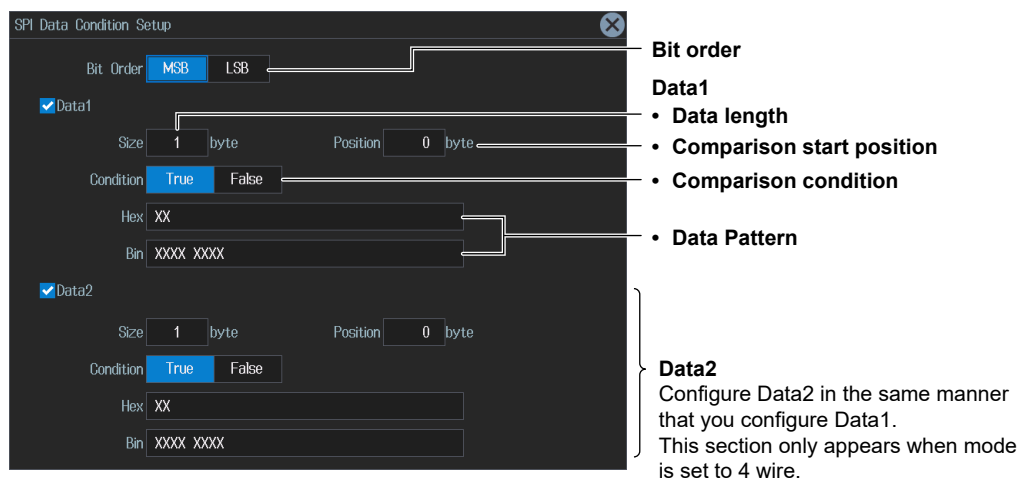 SPI Data Condition Setup
Bit Order MSB LSB
Bit order
Data1
Data1
• Data length
Size 1 byte Position 0 byte
• Comparison start position
Condition True False
• Comparison condition
Hex XX
• Data Pattern
Bin XXXX XXXX
Data2
Size 1 byte Position 0 byte
Condition True False
Hex XX
Bin XXXX XXXX
Data2
Configure Data2 in the same manner
that you configure Data1.
This section only appears when mode
is set to 4 wire.